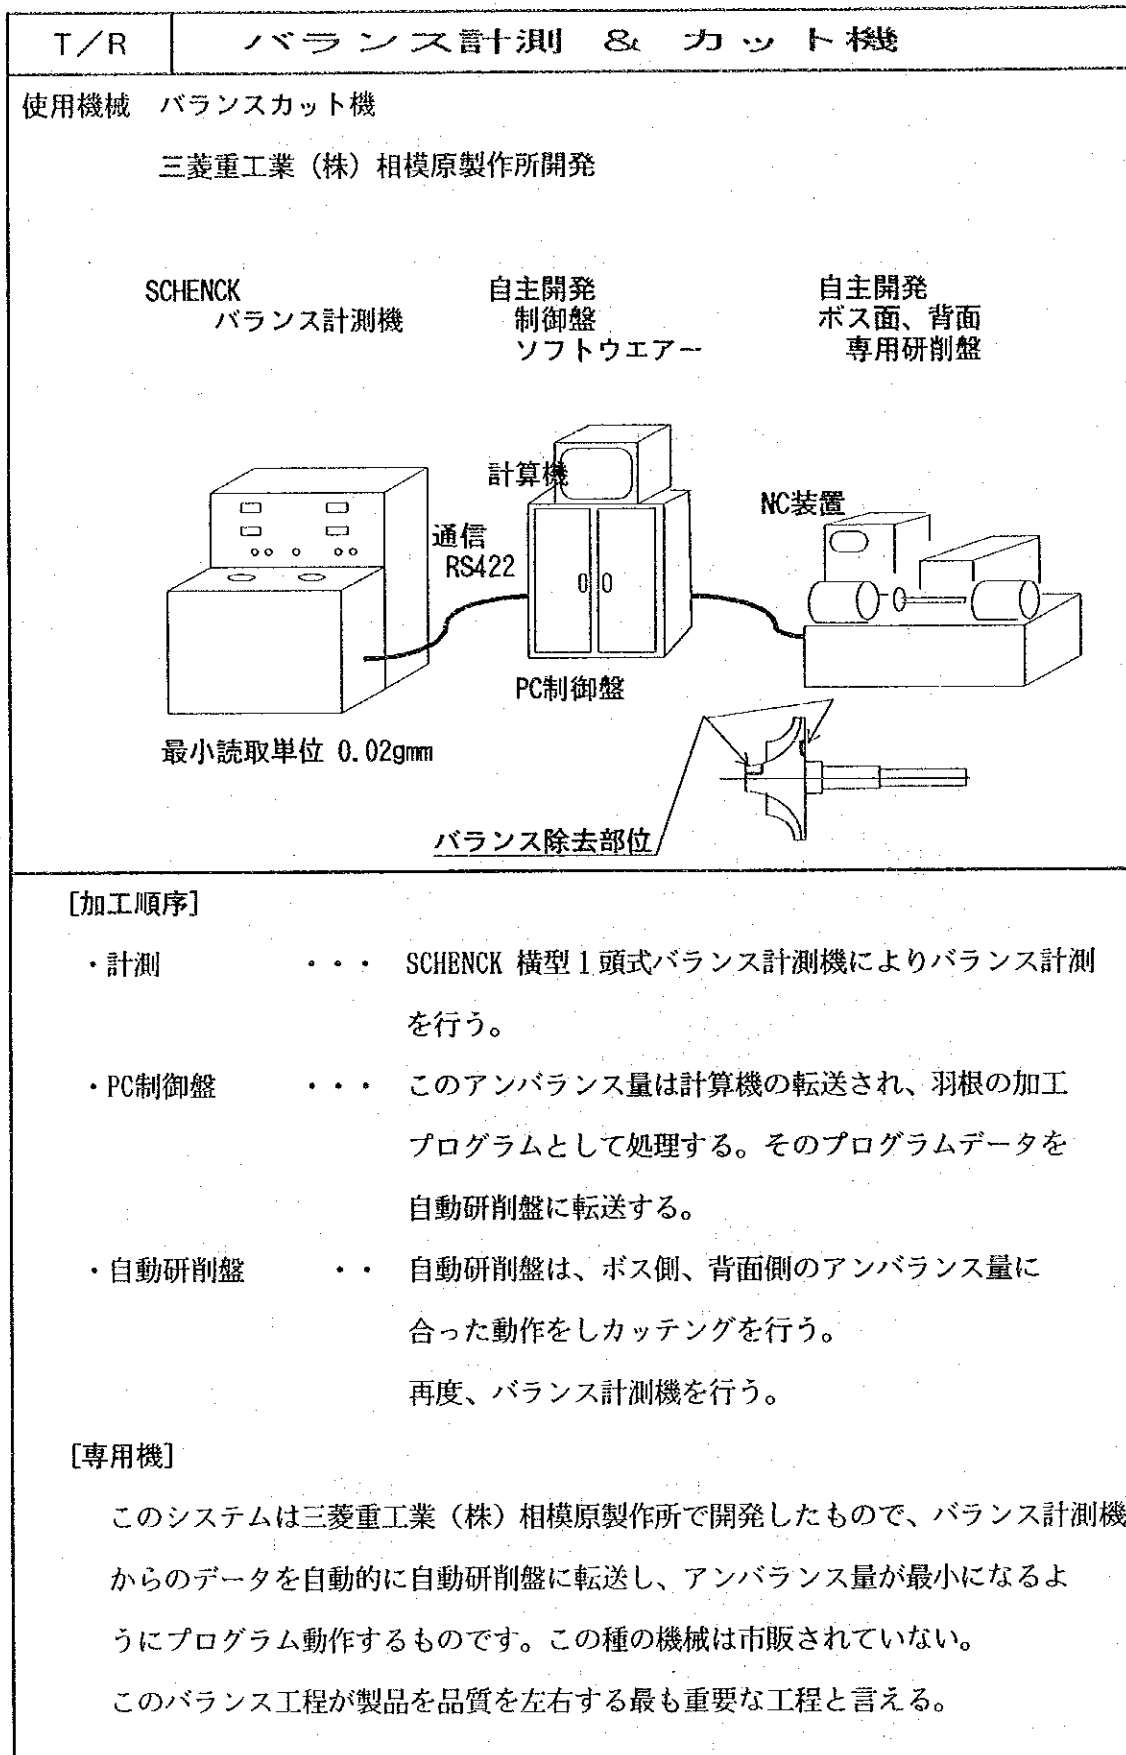 T/R
バランス計測 & カット機
使用機械 バランスカット機
三菱重工業(株)相模原製作所開発
SCHENCK
バランス計測機
自主開発
制御盤
ソフトウエアー
自主開発
ボス面、背面
専用研削盤
計算機
NC装置
通信
RS422
PC制御盤
最小読取単位 0.02gmm
バランス除去部位
[加工順序]
・計測 ・・・ SCHENCK 横型1頭式バランス計測機によりバランス計測
を行う。
・PC制御盤 ・・・ このアンバランス量は計算機の転送され、羽根の加工
プログラムとして処理する。そのプログラムデータを
自動研削盤に転送する。
・自動研削盤 ・・ 自動研削盤は、ボス側、背面側のアンバランス量に
合った動作をしカッテングを行う。
再度、バランス計測機を行う。
[専用機]
このシステムは三菱重工業(株)相模原製作所で開発したもので、バランス計測機
からのデータを自動的に自動研削盤に転送し、アンバランス量が最小になるよ
うにプログラム動作するものです。この種の機械は市販されていない。
このバランス工程が製品を品質を左右する最も重要な工程と言える。